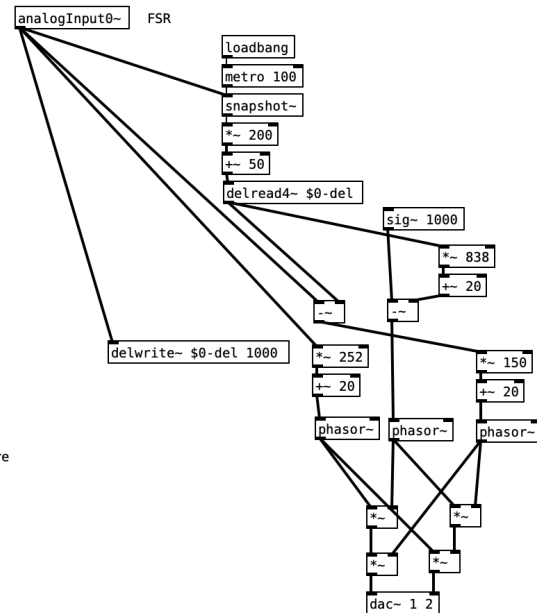 analogInput0~ FSR
loadbang
metro 100
snapshot~
*~ 200
+~ 50
delread4~ $0-del
sig~ 1000
*~ 838
+~ 20
-~ -~
delwrite~ $0-del 1000
*~ 252
*~ 150
+~ 20
+~ 20
phasor~ phasor~ phasor~
re
*~ *~
*~ *~
dac~ 1 2